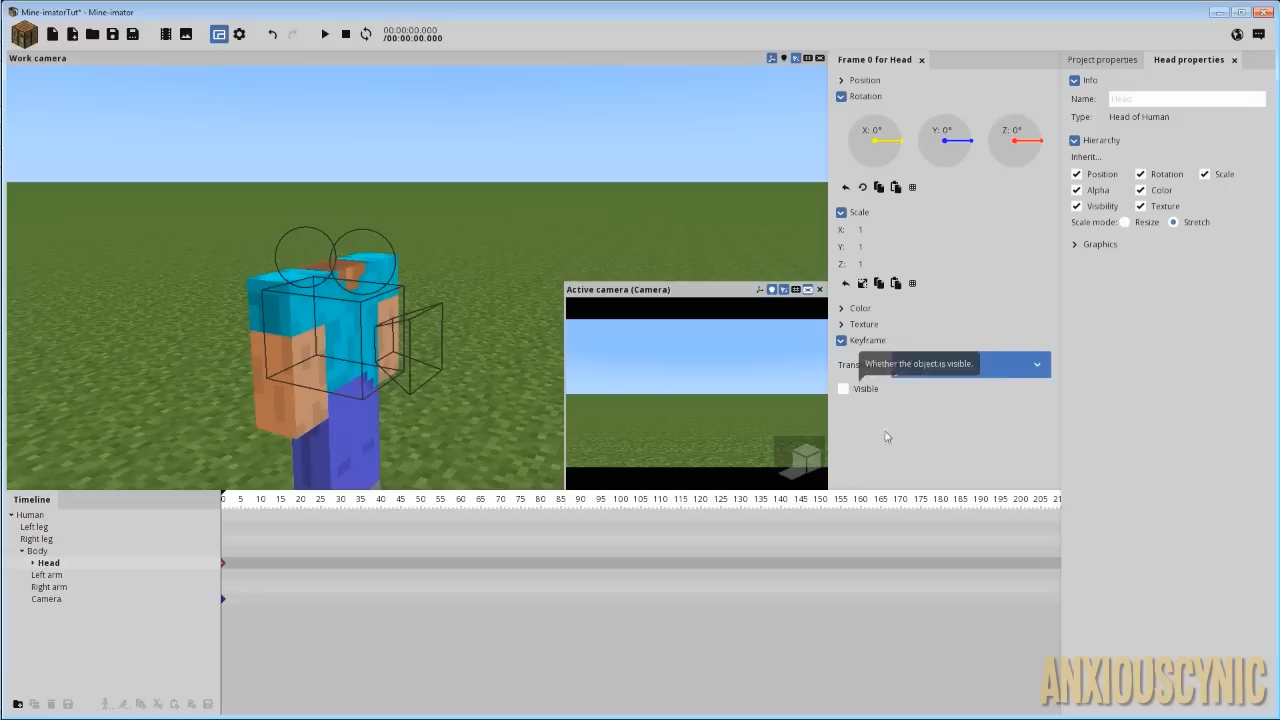 Mine-imatorTut* - Mine-imator
00:00:00.000
/00:00:00.000
Work camera
Active camera (Camera)
Frame 0 for Head
Position
Rotation
X: 0°
Y: 0°
Z: 0°
Scale
X: 1
Y: 1
Z: 1
Color
Texture
Keyframe
Trans
Whether the object is visible.
Visible
Project properties
Head properties
Info
Name: Head
Type: Head of Human
Hierarchy
Inherit...
Position Rotation Scale
Alpha Color
Visibility Texture
Scale mode: Resize Stretch
Graphics
Timeline
0 5 10 15 20 25 30 35 40 45 50 55 60 65 70 75 80 85 90 95 100 105 110 115 120 125 130 135 140 145 150 155 160 165 170 175 180 185 190 195 200 205
Human
Left leg
Right leg
Body
Head
Left arm
Right arm
Camera
ANXIOUSCYNIC